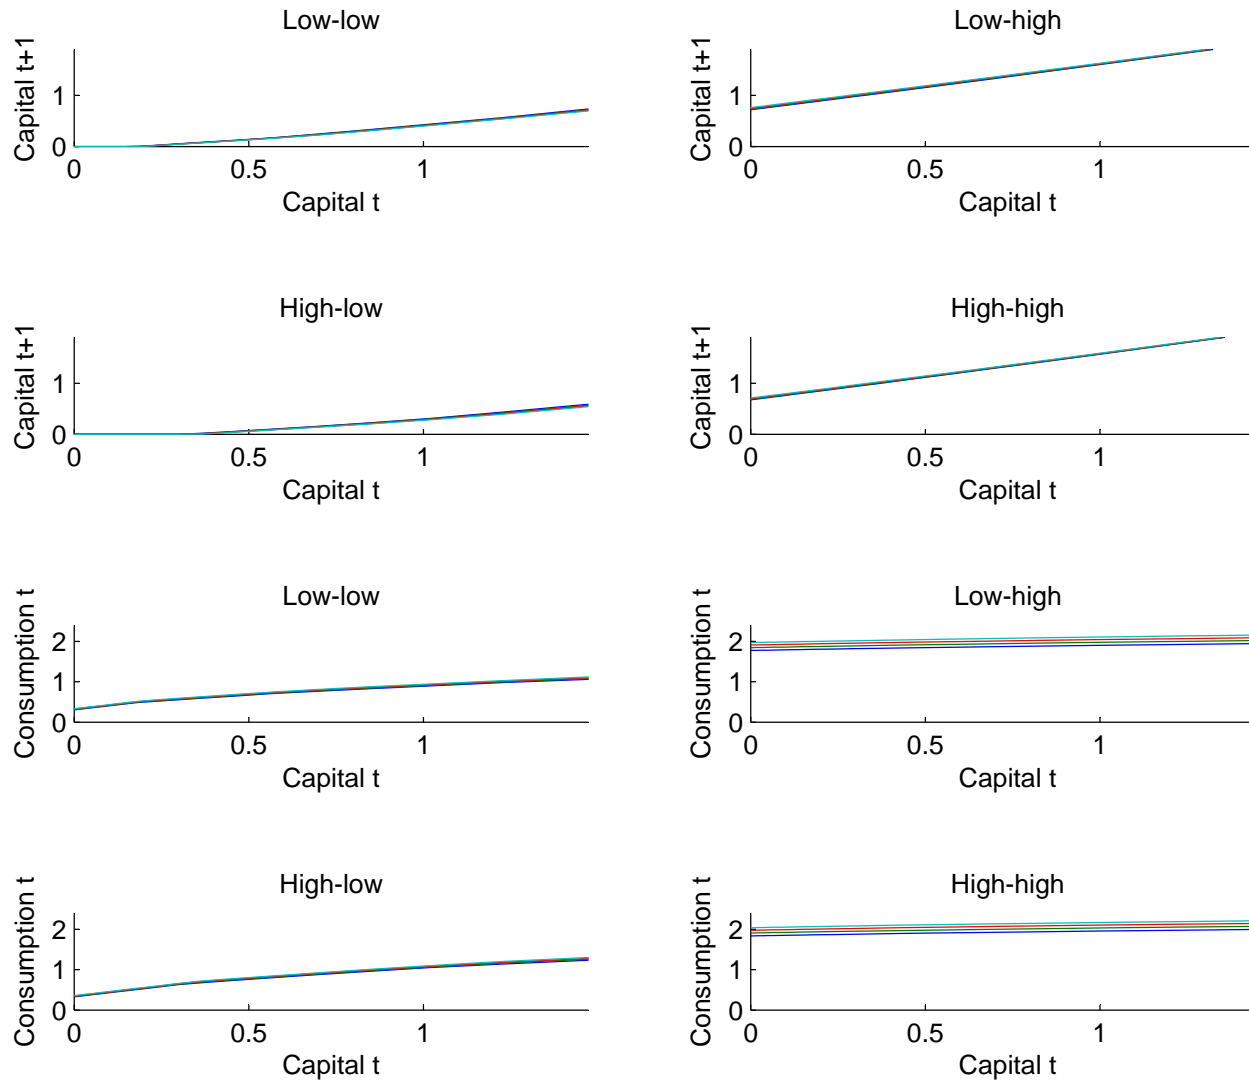 Low-low
Capital t+1
1
0
0 0.5 1
Capital t
Low-high
Capital t+1
1
0
0 0.5 1
Capital t
High-low
Capital t+1
1
0
0 0.5 1
Capital t
High-high
Capital t+1
1
0
0 0.5 1
Capital t
Low-low
Consumption t
2
1
0
0 0.5 1
Capital t
Low-high
Consumption t
2
1
0
0 0.5 1
Capital t
High-low
Consumption t
2
1
0
0 0.5 1
Capital t
High-high
Consumption t
2
1
0
0 0.5 1
Capital t